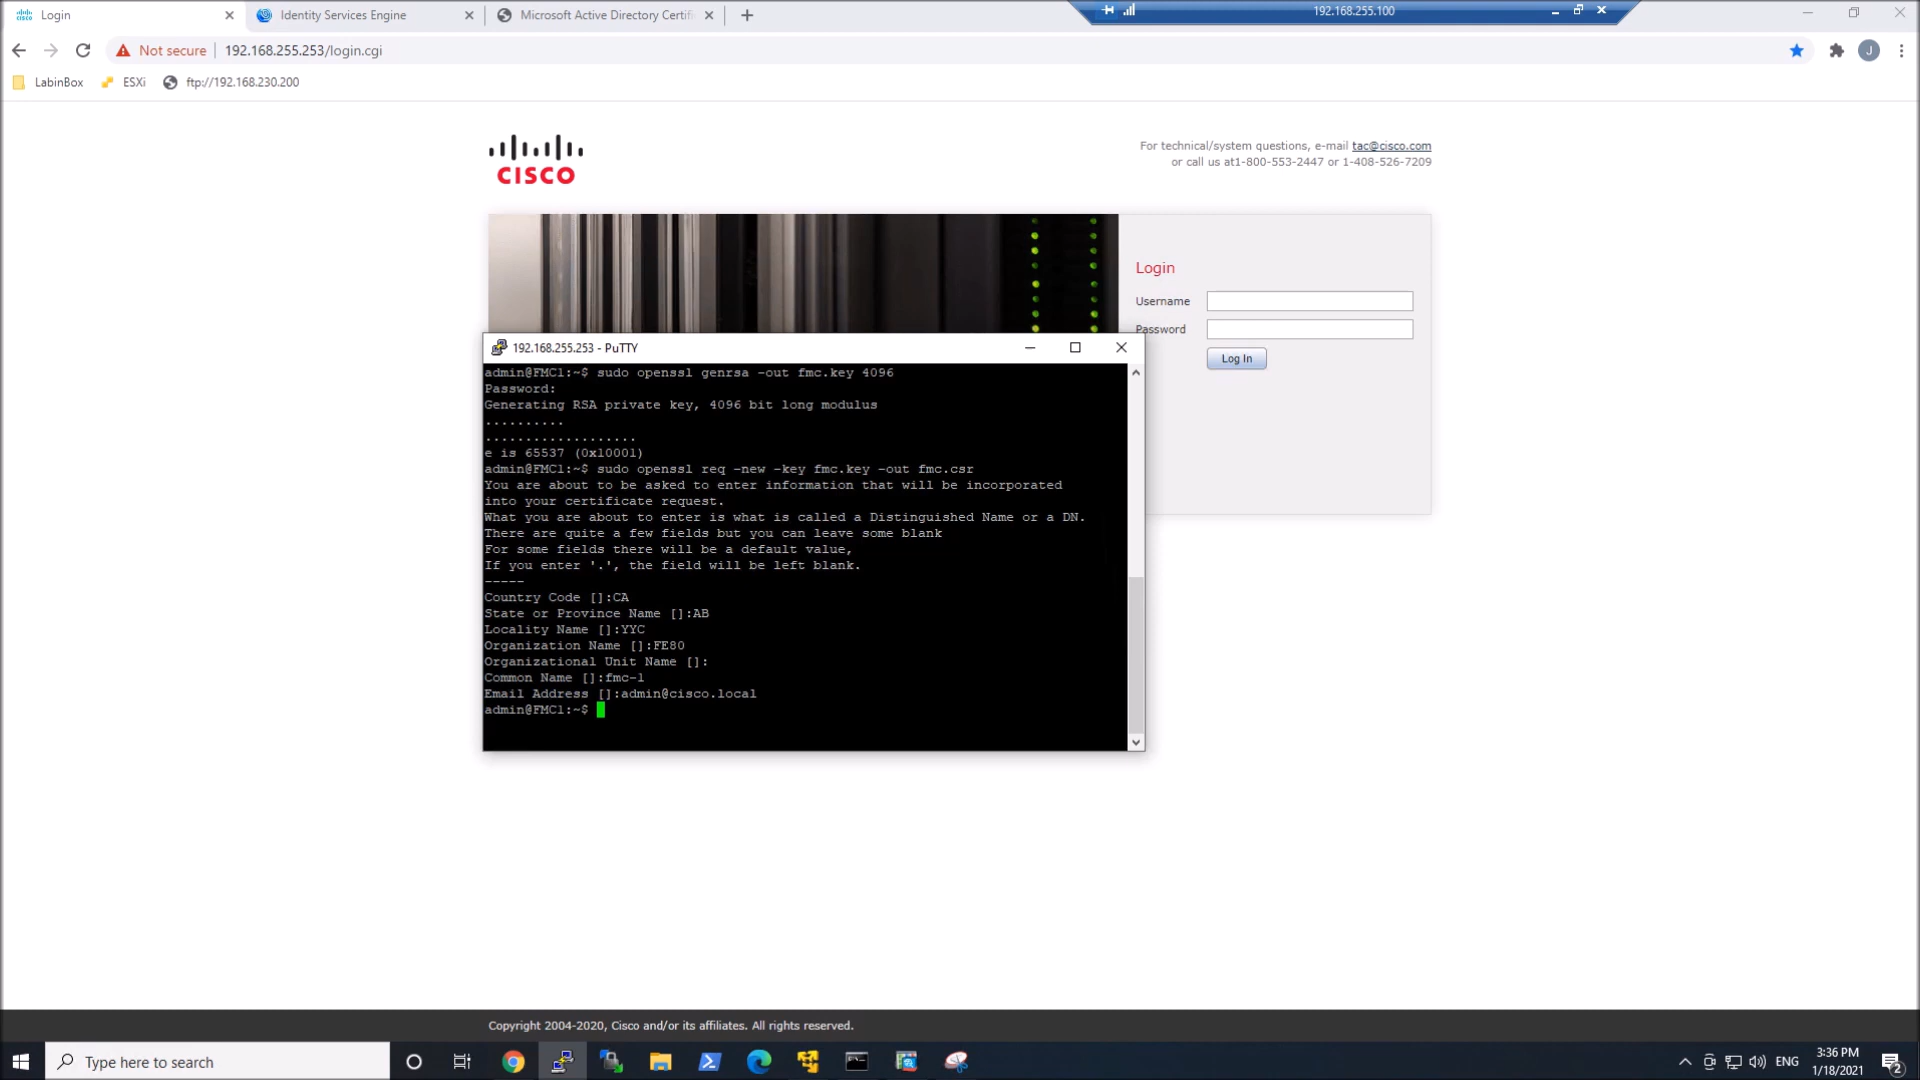 Login
Identity Services Engine
Microsoft Active Directory Certifi
192.168.255.100
Not secure
192.168.255.253/login.cgi
J
LabinBox
ESXi
ftp://192.168.230.200
CISCO
For technical/system questions, e-mail tac@cisco.com
or call us at1-800-553-2447 or 1-408-526-7209
Login
Username
Password
Log In
192.168.255.253 - PuTTY
admin@FMC1:~$ sudo openssl genrsa -out fmc.key 4096
Password:
Generating RSA private key, 4096 bit long modulus
..........
...................
e is 65537 (0x10001)
admin@FMC1:~$ sudo openssl req -new -key fmc.key -out fmc.csr
You are about to be asked to enter information that will be incorporated
into your certificate request.
What you are about to enter is what is called a Distinguished Name or a DN.
There are quite a few fields but you can leave some blank
For some fields there will be a default value,
If you enter '.', the field will be left blank.
-----
Country Code []:CA
State or Province Name []:AB
Locality Name []:YYC
Organization Name []:FE80
Organizational Unit Name []:
Common Name []:fmc-1
Email Address []:admin@cisco.local
admin@FMC1:~$
Copyright 2004-2020, Cisco and/or its affiliates. All rights reserved.
Type here to search
ENG
3:36 PM
1/18/2021
2